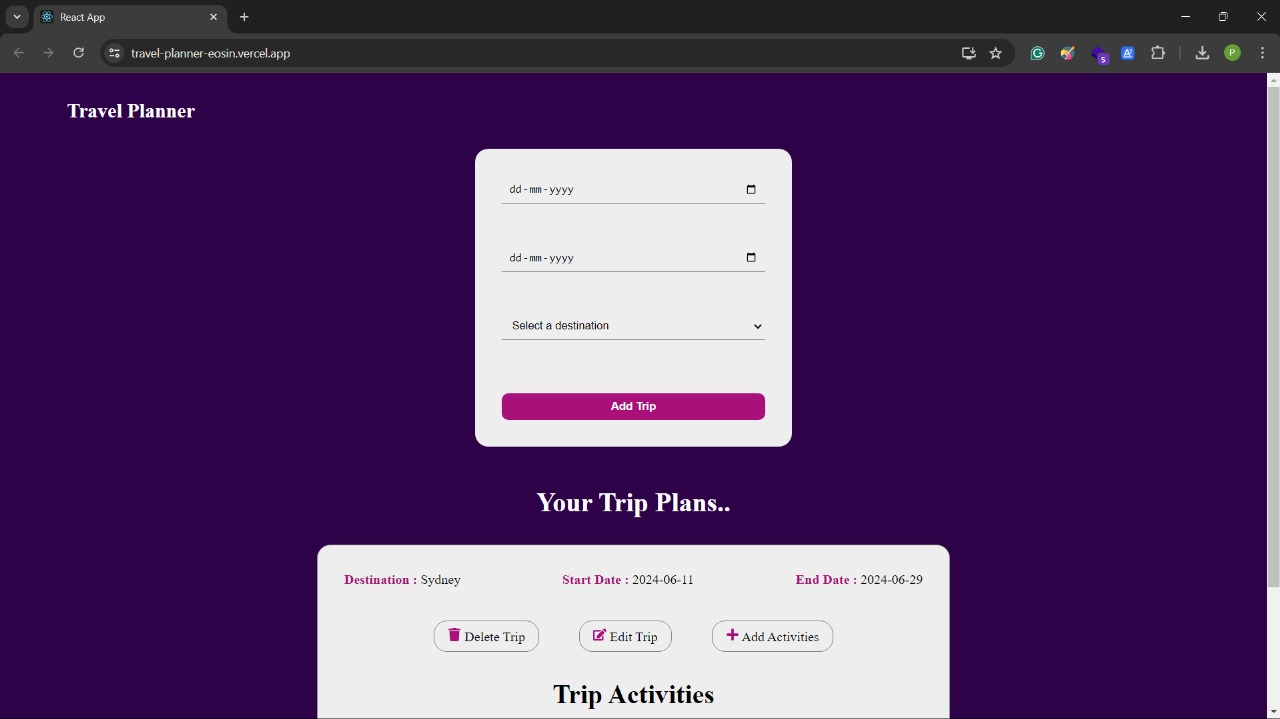 React App
travel-planner-eosin.vercel.app
5
P
Travel Planner
dd-mm-yyyy
dd-mm-yyyy
Select a destination
Add Trip
Your Trip Plans..
Destination : Sydney Start Date : 2024-06-11 End Date : 2024-06-29
Delete Trip Edit Trip Add Activities
Trip Activities